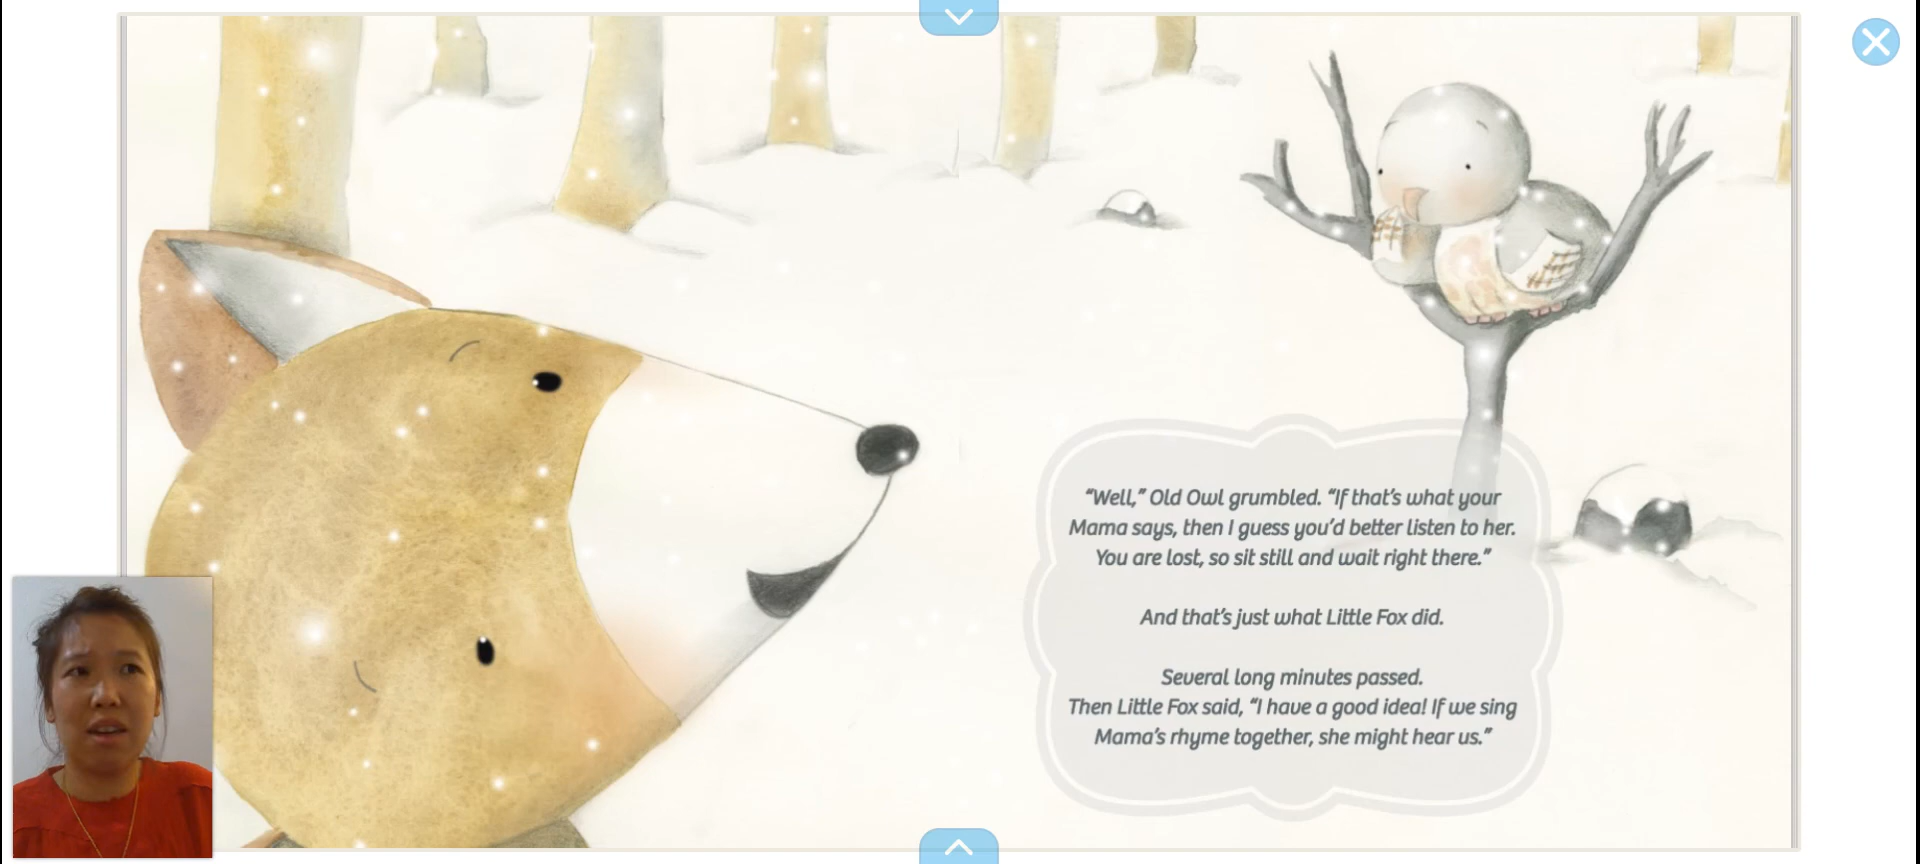 “Well,” Old Owl grumbled. “If that’s what your
Mama says, then I guess you’d better listen to her.
You are lost, so sit still and wait right there.”
And that’s just what Little Fox did.
Several long minutes passed.
Then Little Fox said, “I have a good idea! If we sing
Mama’s rhyme together, she might hear us.”